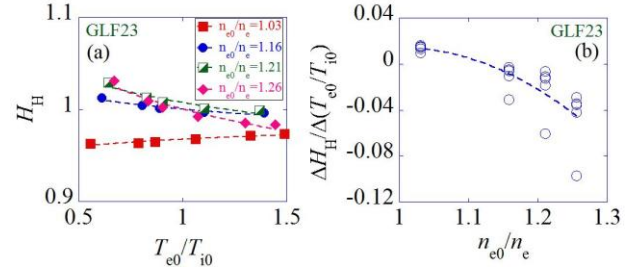 GLF23
(a)
n_e0/n_e=1.03
n_e0/n_e=1.16
n_e0/n_e=1.21
n_e0/n_e=1.26
1.1
1
0.9
H_H
0.5
1
1.5
T_e0/T_i0
GLF23
(b)
0.04
0
-0.04
-0.08
-0.12
ΔH_H/Δ(T_e0/T_i0)
1
1.1
1.2
1.3
n_e0/n_e